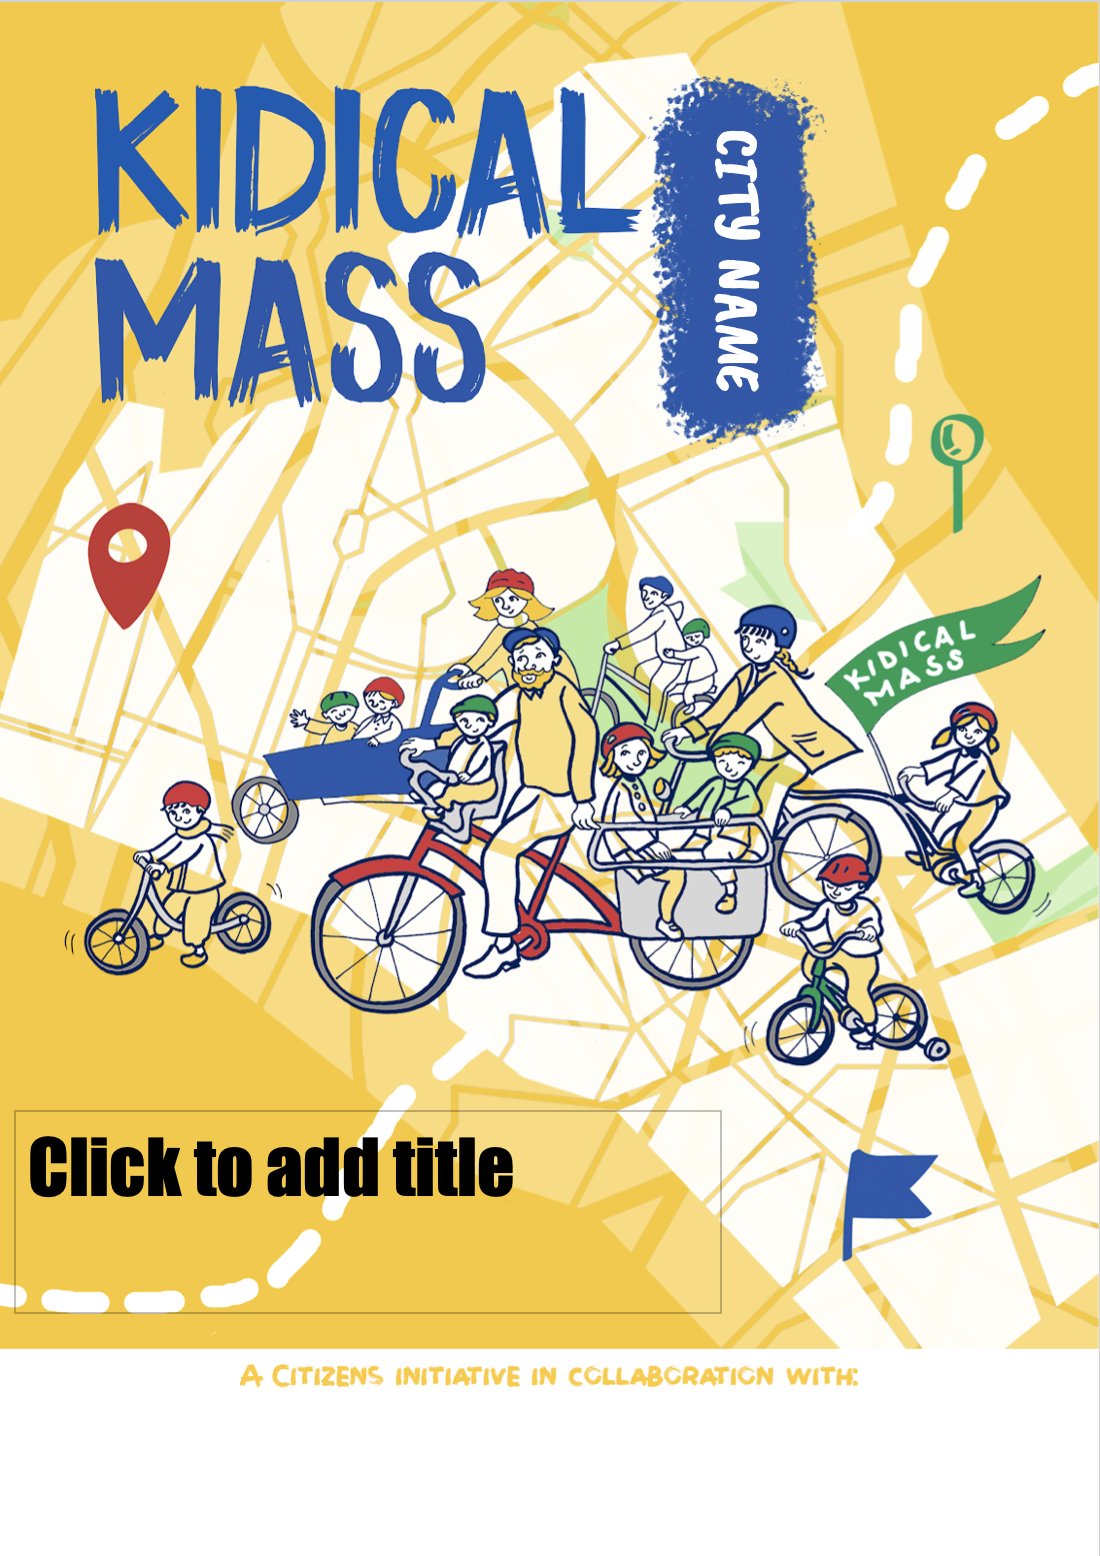 KIDICAL
MASS
CITY NAME
KIDICAL
MASS
Click to add title
A CITIZENS INITIATIVE IN COLLABORATION WITH: